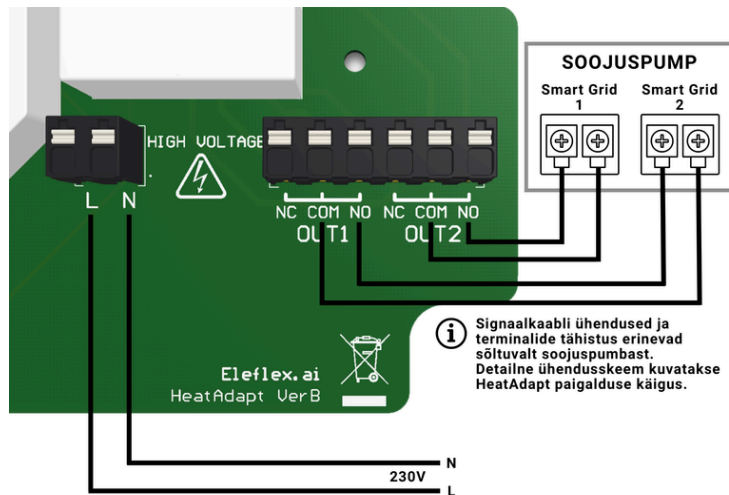 SOOJUSPUMP
Smart Grid
1
Smart Grid
2
HIGH VOLTAGE
L N
NC COM NO NC COM NO
OUT1 OUT2
Signaalkaabli ühendused ja
terminalide tähistus erinevad
sõltuvalt soojuspumbast.
Detailne ühendusskeem kuvatakse
HeatAdapt paigalduse käigus.
Eleflex.ai
HeatAdapt VerB
N
230V
L